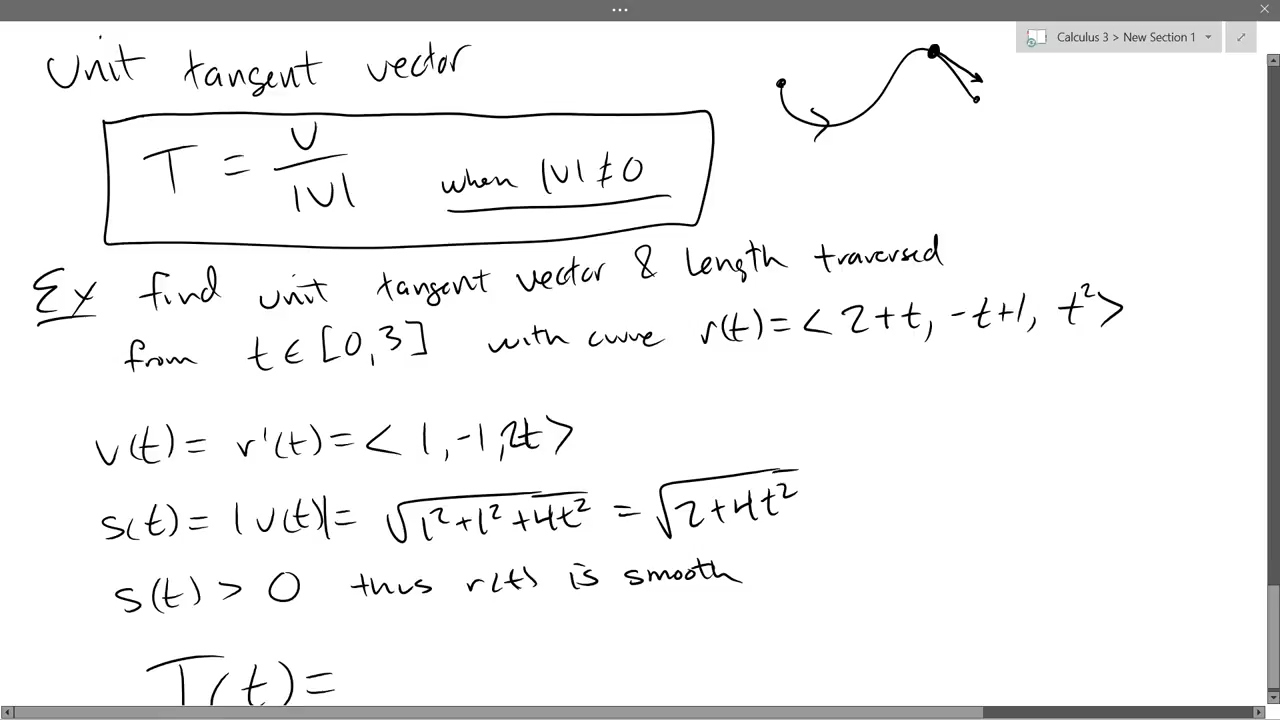 Calculus 3 > New Section 1
Unit tangent vector
T = v/|v| when |v| ≠ 0
Ex find unit tangent vector & length traversed
from t ∈ [0,3] with curve r(t) = < 2+t, -t+1, t² >
v(t) = r'(t) = < 1, -1, 2t >
s(t) = |v(t)| = √(1²+1²+4t²) = √(2+4t²)
s(t) > 0 thus r(t) is smooth
T(t) =